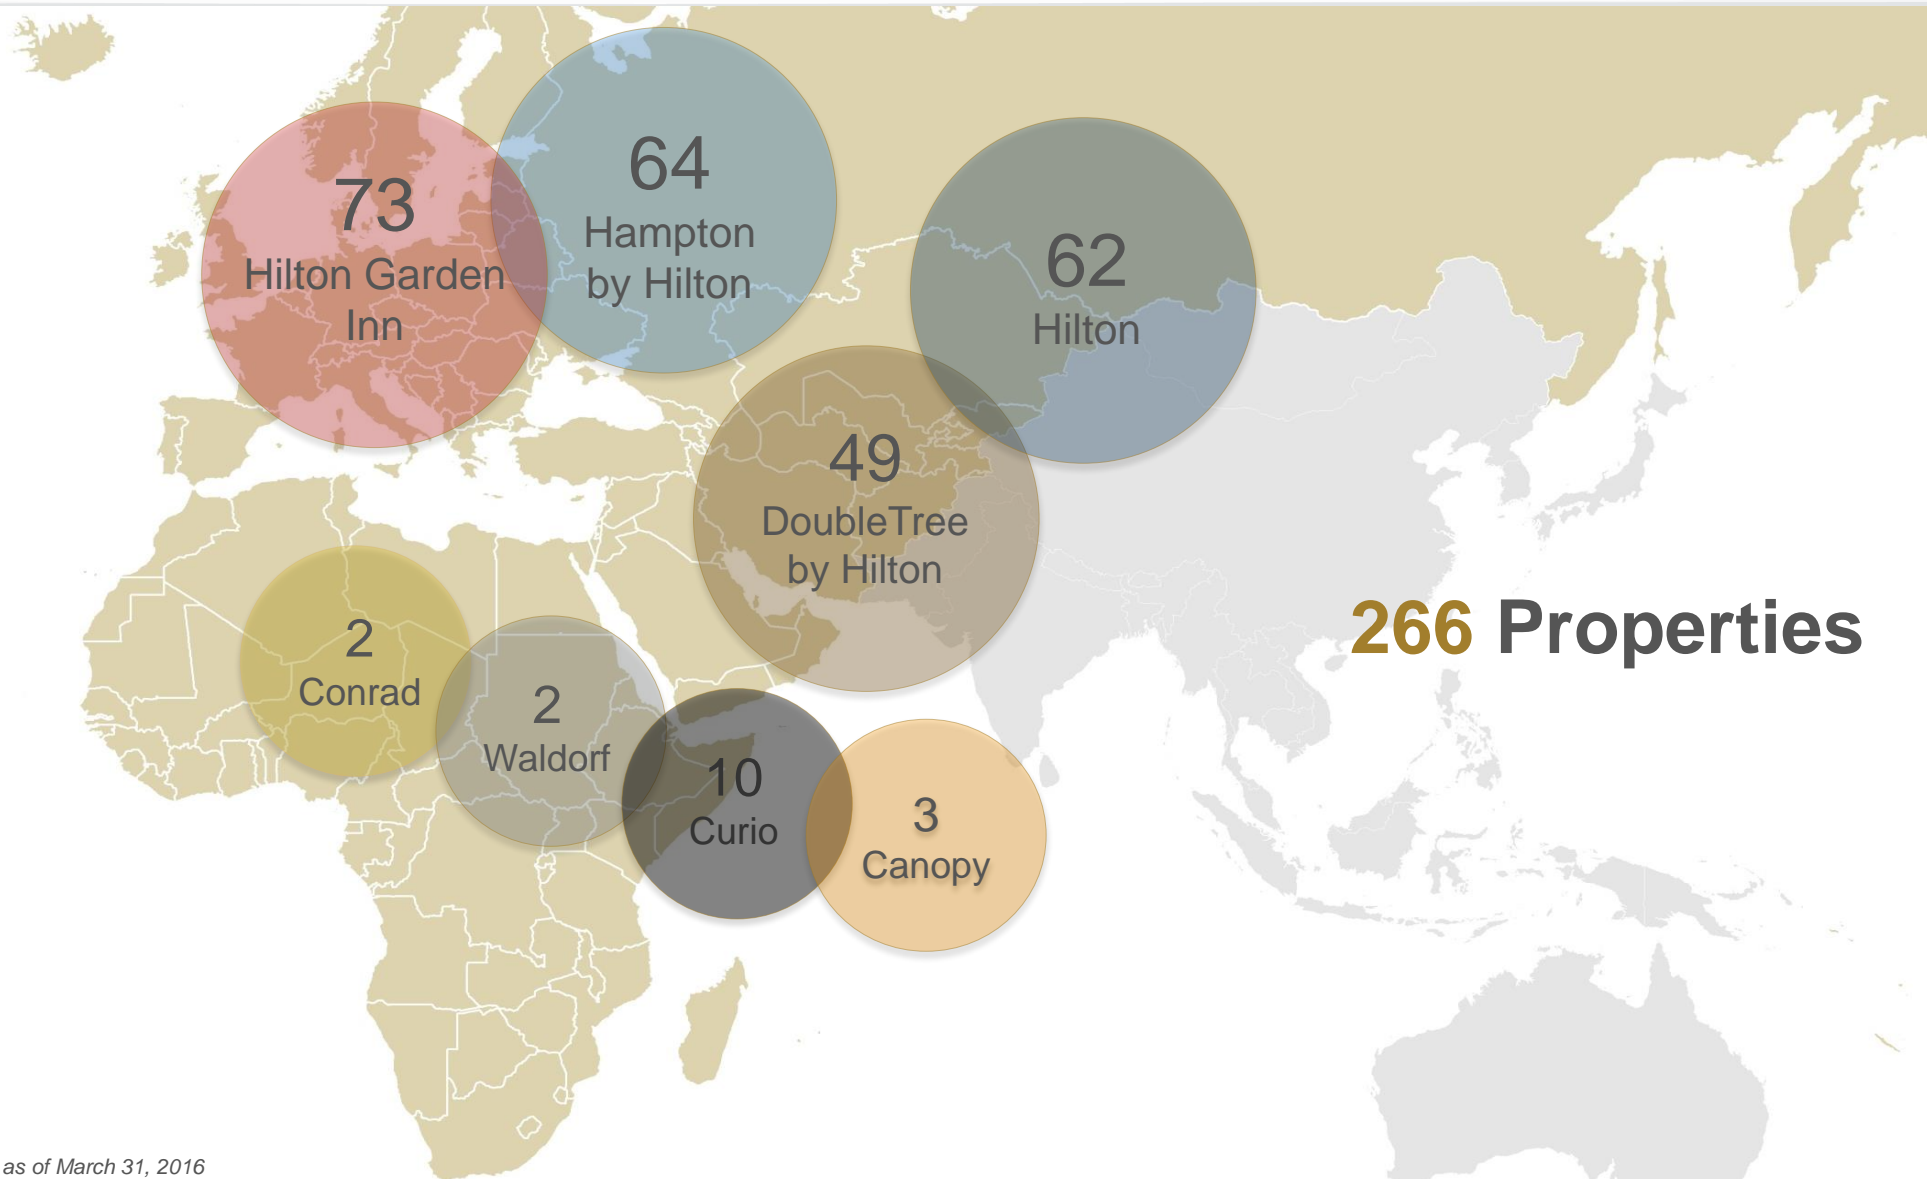 73
Hilton Garden
Inn
64
Hampton
by Hilton
62
Hilton
49
DoubleTree
by Hilton
266 Properties
2
Conrad
2
Waldorf
10
Curio
3
Canopy
as of March 31, 2016